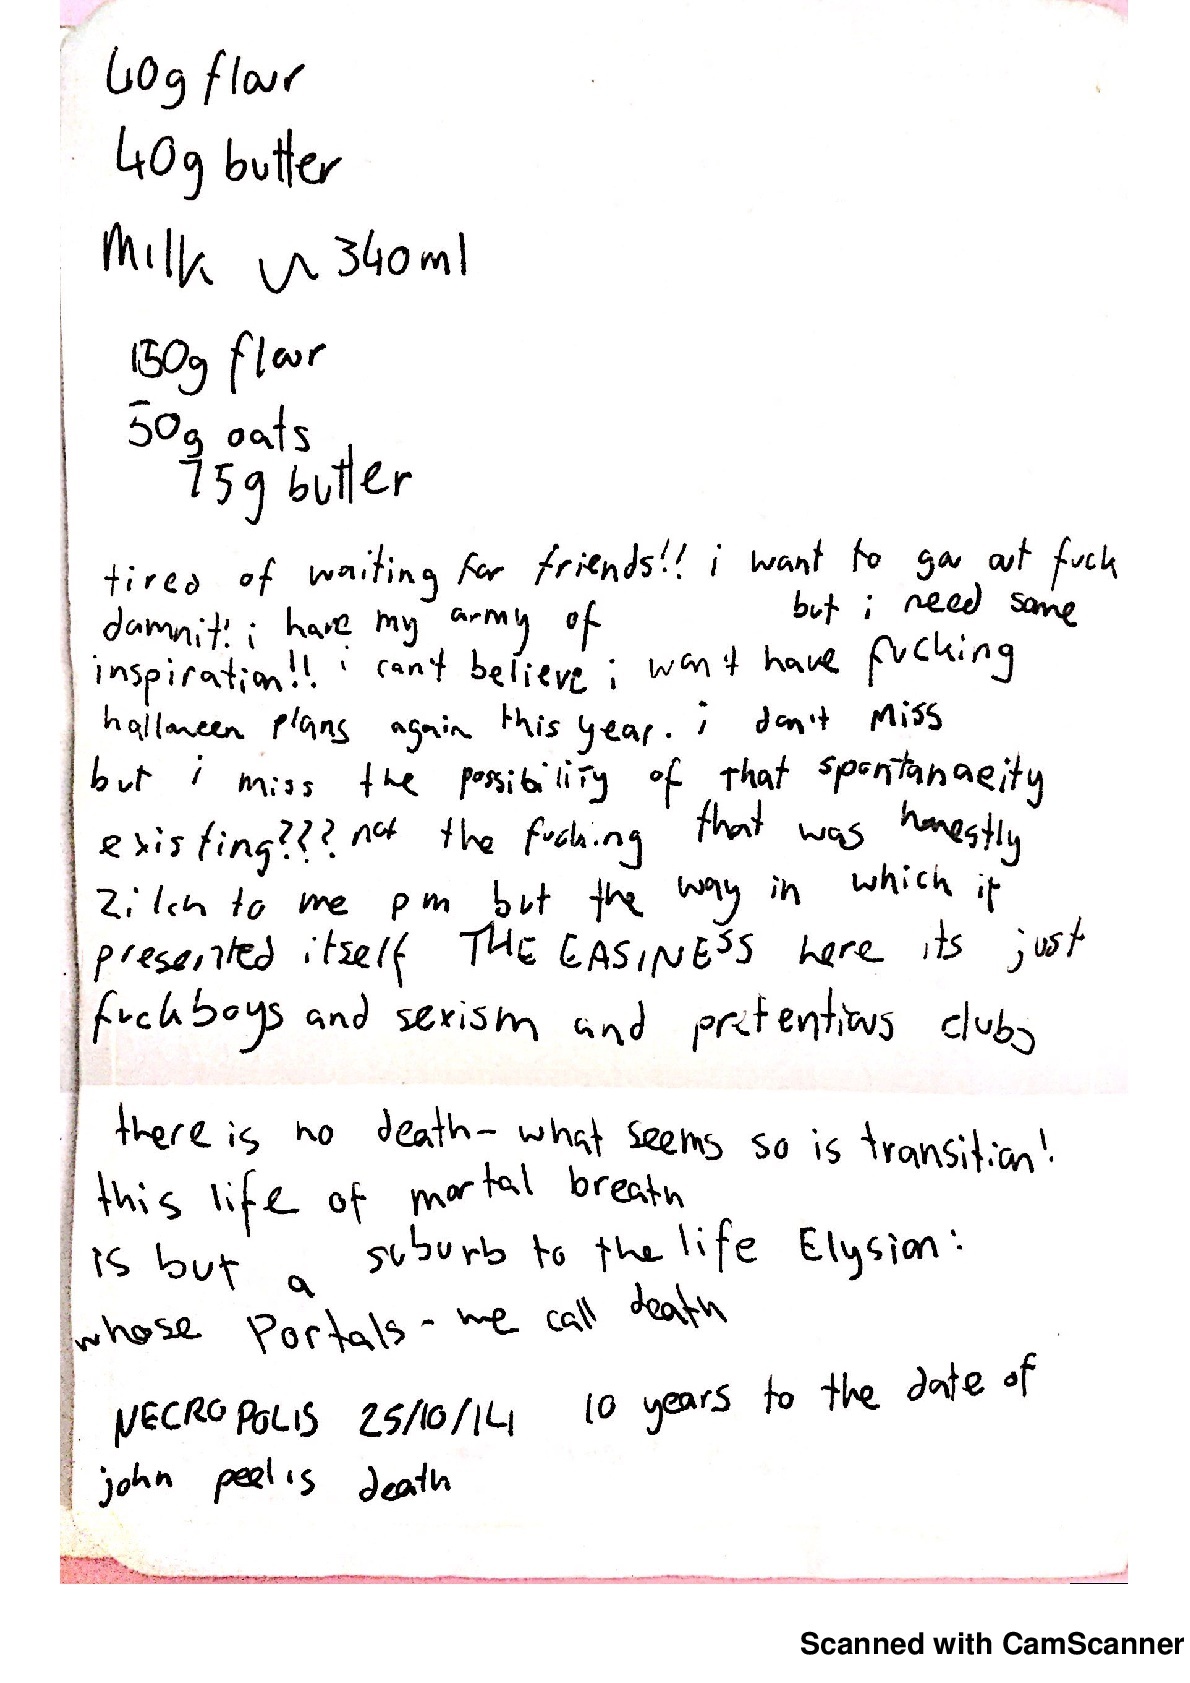 40g flour
40g butter
Milk ~ 340ml
150g flour
50g oats
75g butter
tired of waiting for friends!! i want to go out fuck
damnit! i have my army of but i need some
inspiration!! i can't believe i won't have fucking
halloween plans again this year. i don't miss
but i miss the possibility of that spontanaeity
existing??? not the fucking that was honestly
zilch to me pm but the way in which it
presented itself THE EASINESS here its just
fuckboys and sexism and pretentious clubs
there is no death - what seems so is transition!
this life of mortal breath
is but a suburb to the life Elysian:
whose Portals - we call death
NECROPOLIS 25/10/14 10 years to the date of
john peel's death
Scanned with CamScanner